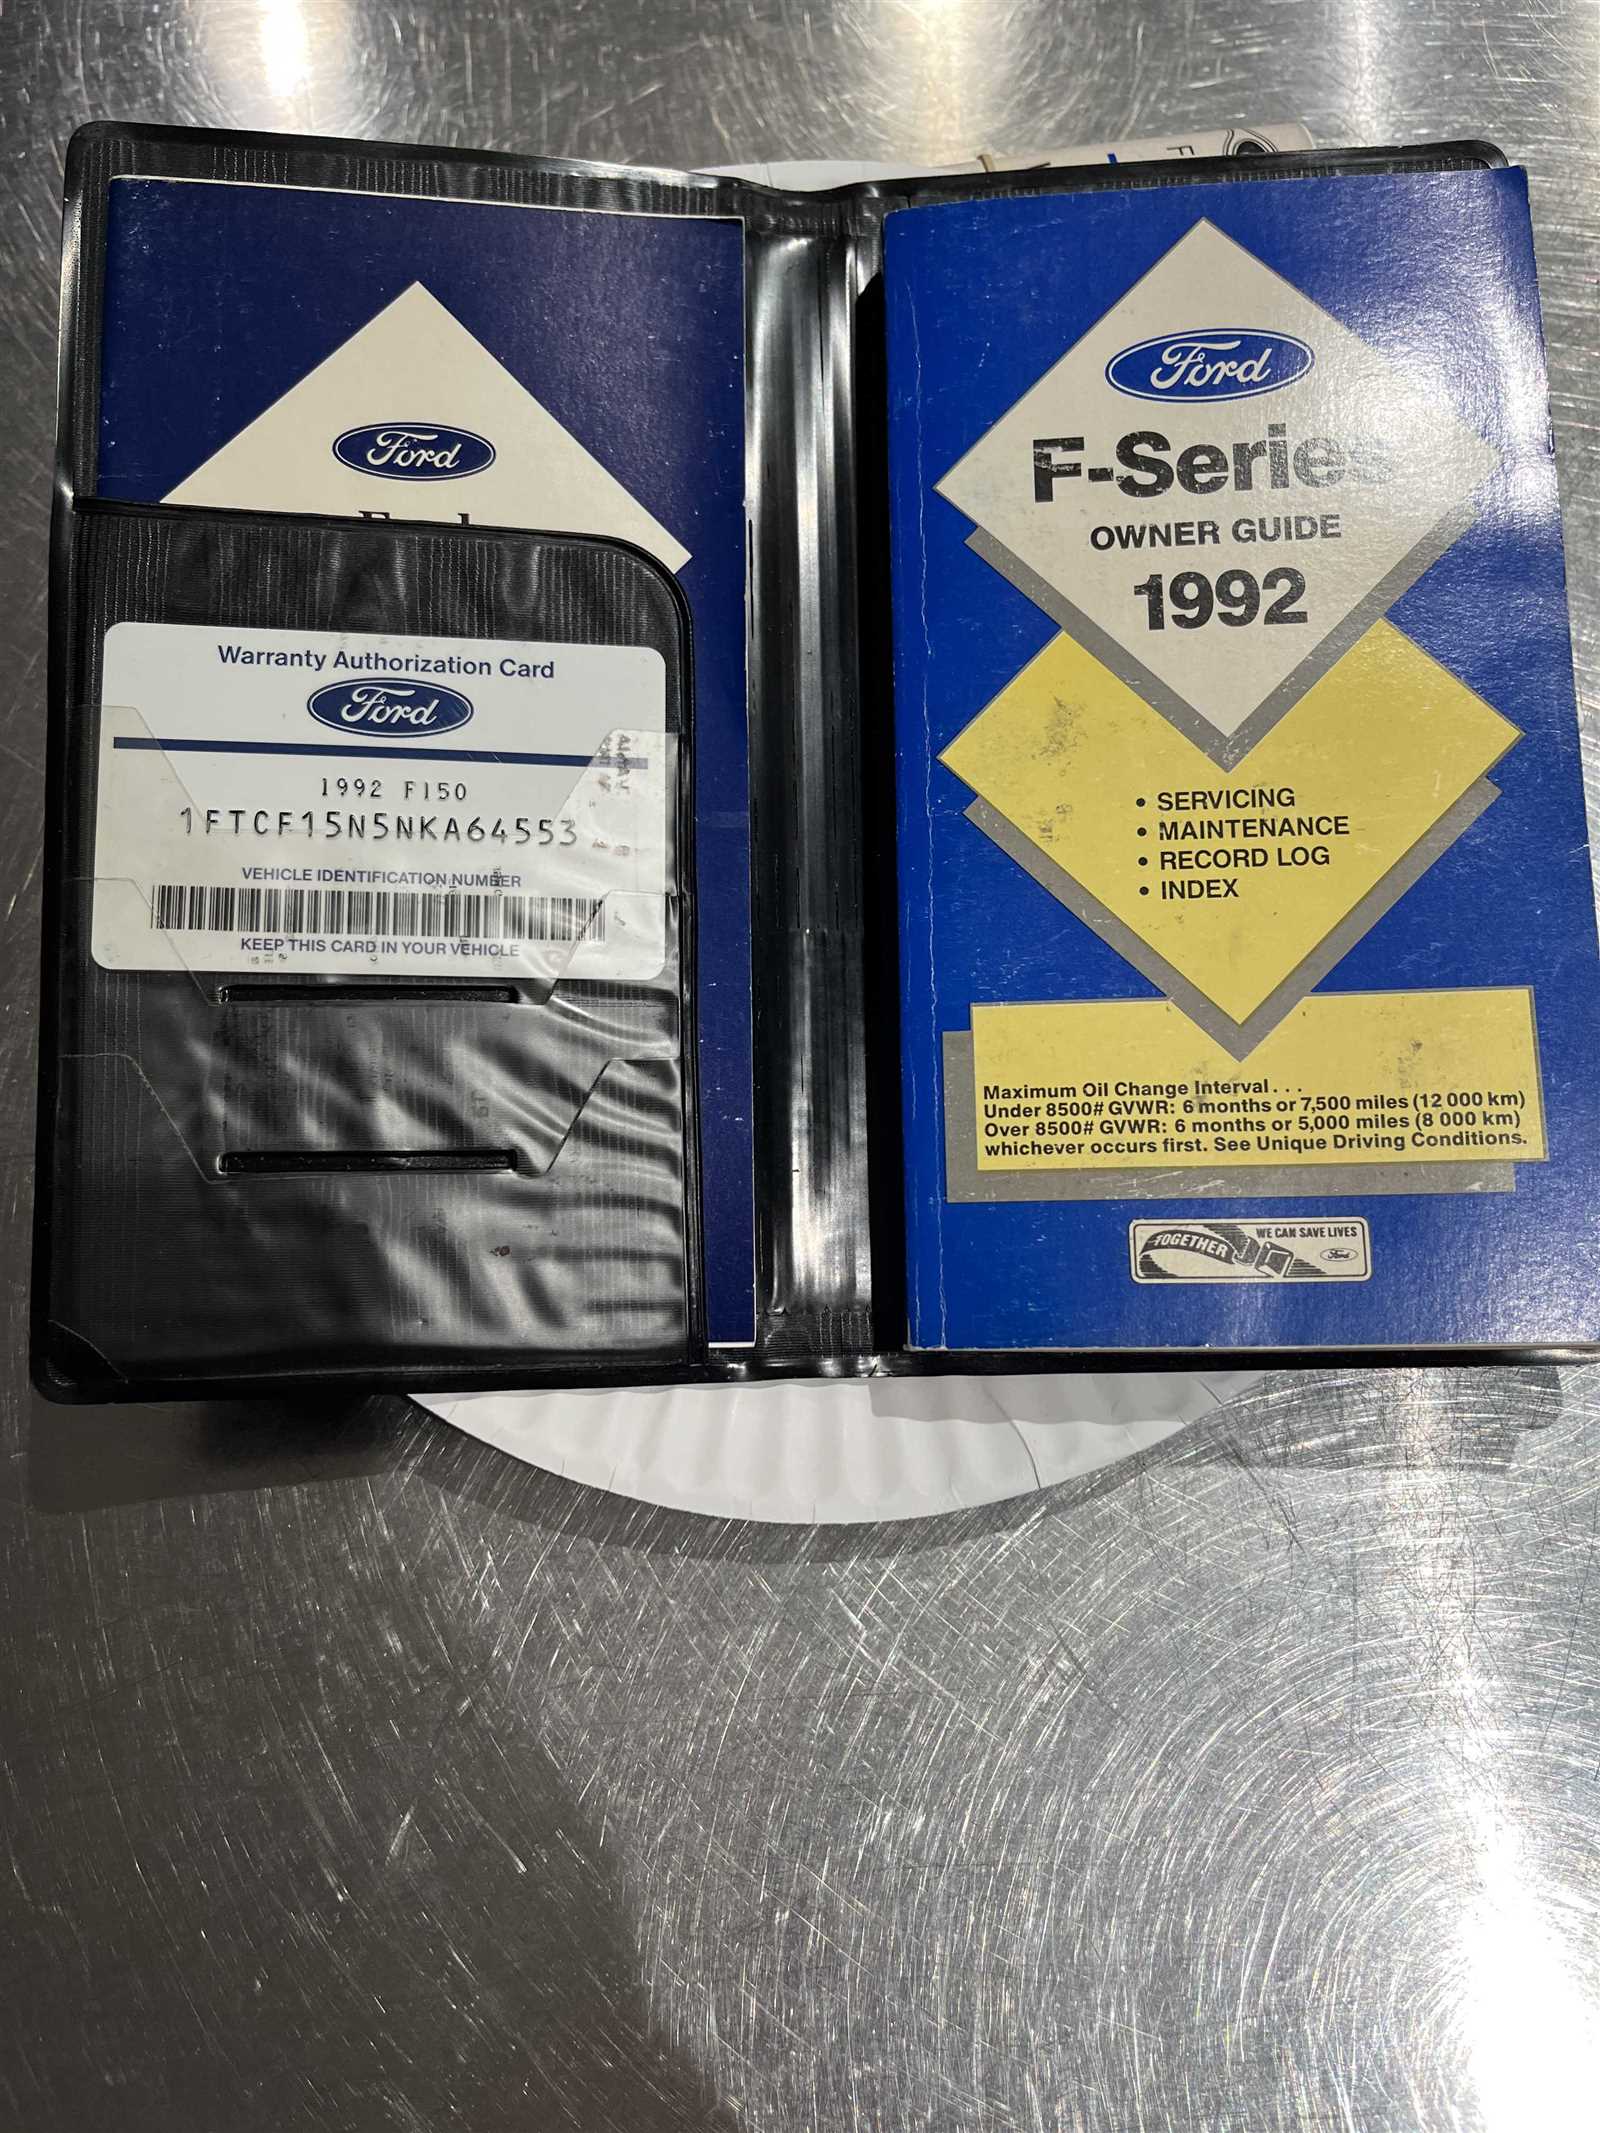 Ford
Warranty Authorization Card
Ford
1992 F150
1FTCF15N5NKA64553
VEHICLE IDENTIFICATION NUMBER
KEEP THIS CARD IN YOUR VEHICLE
Ford
F-Series
OWNER GUIDE
1992
• SERVICING
• MAINTENANCE
• RECORD LOG
• INDEX
Maximum Oil Change Interval . . .
Under 8500# GVWR: 6 months or 7,500 miles (12 000 km)
Over 8500# GVWR: 6 months or 5,000 miles (8 000 km)
whichever occurs first. See Unique Driving Conditions.
TOGETHER WE CAN SAVE LIVES
Ford